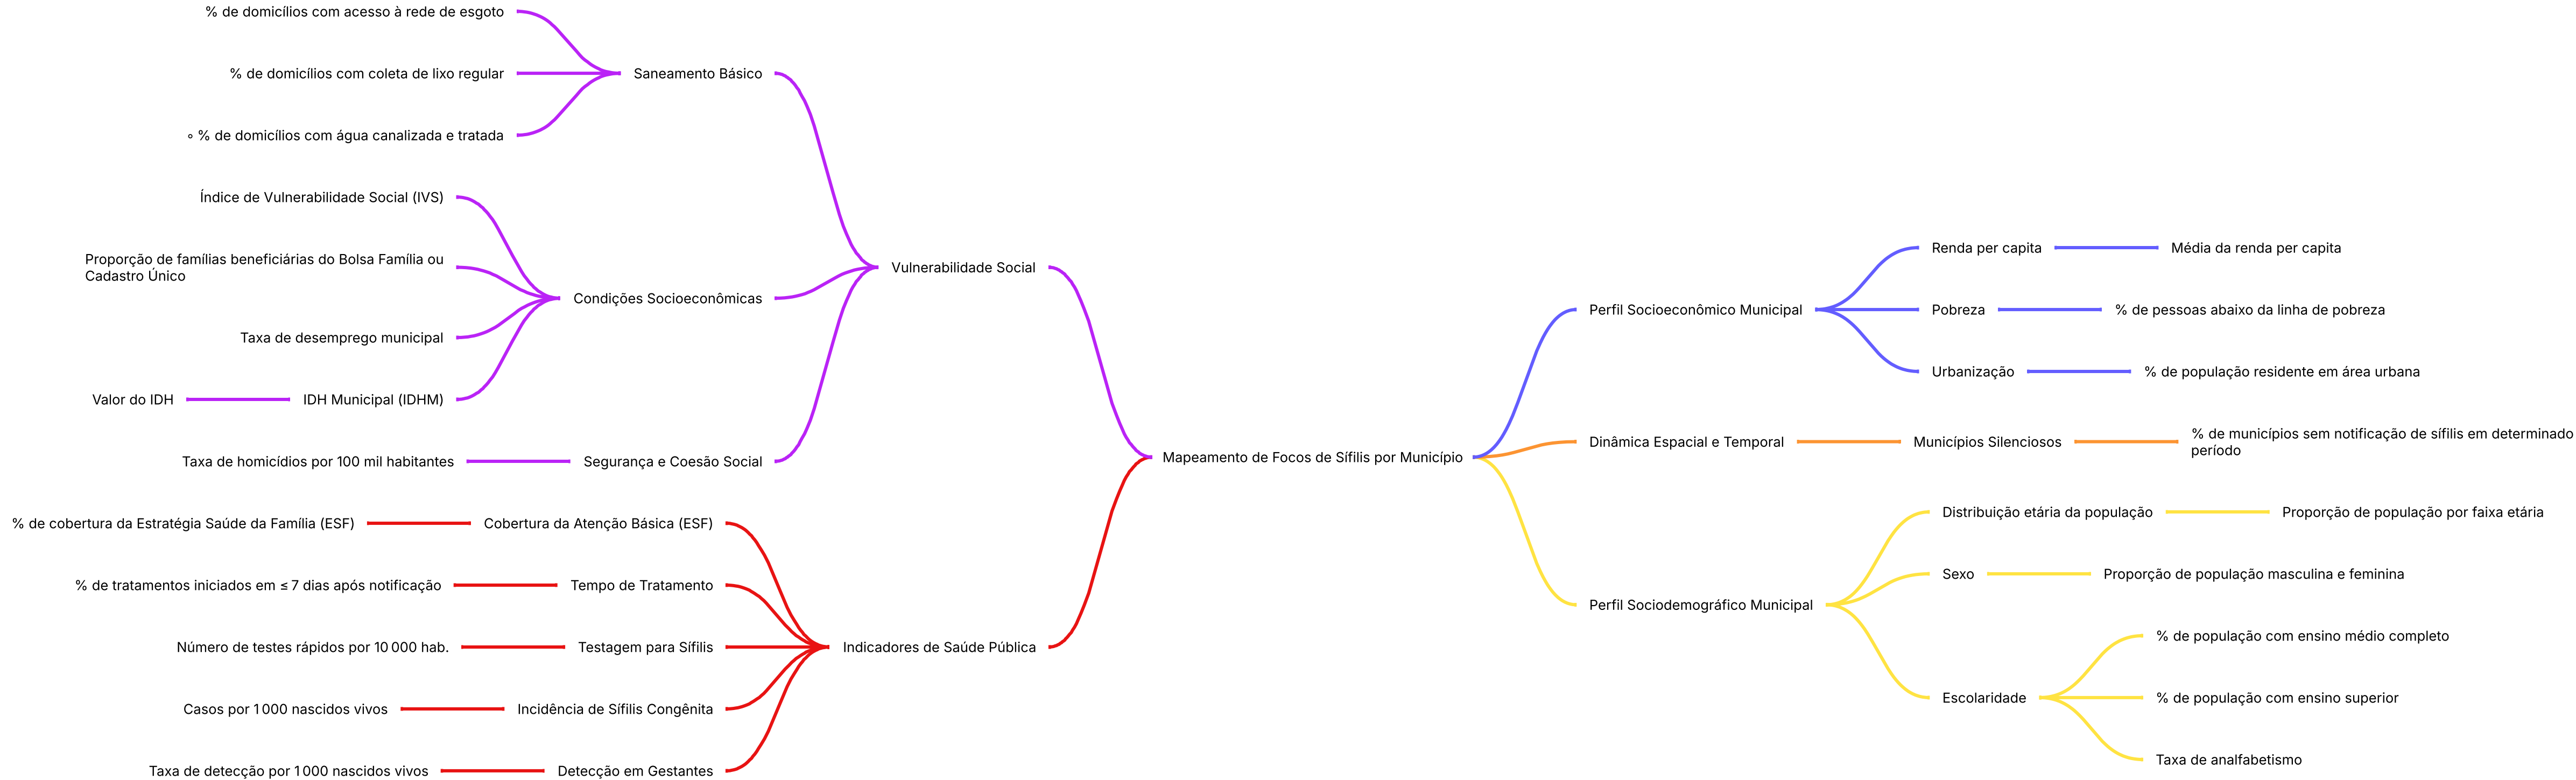 % de domicílios com acesso à rede de esgoto
% de domicílios com coleta de lixo regular
Saneamento Básico
∘ % de domicílios com água canalizada e tratada
Índice de Vulnerabilidade Social (IVS)
Proporção de famílias beneficiárias do Bolsa Família ou
Cadastro Único
Vulnerabilidade Social
Condições Socioeconômicas
Taxa de desemprego municipal
Valor do IDH
IDH Municipal (IDHM)
Taxa de homicídios por 100 mil habitantes
Segurança e Coesão Social
Mapeamento de Focos de Sífilis por Município
% de cobertura da Estratégia Saúde da Família (ESF)
Cobertura da Atenção Básica (ESF)
% de tratamentos iniciados em ≤ 7 dias após notificação
Tempo de Tratamento
Número de testes rápidos por 10 000 hab.
Testagem para Sífilis
Indicadores de Saúde Pública
Casos por 1 000 nascidos vivos
Incidência de Sífilis Congênita
Taxa de detecção por 1 000 nascidos vivos
Detecção em Gestantes
Renda per capita
Média da renda per capita
Perfil Socioeconômico Municipal
Pobreza
% de pessoas abaixo da linha de pobreza
Urbanização
% de população residente em área urbana
Dinâmica Espacial e Temporal
Municípios Silenciosos
% de municípios sem notificação de sífilis em determinado
período
Distribuição etária da população
Proporção de população por faixa etária
Sexo
Proporção de população masculina e feminina
Perfil Sociodemográfico Municipal
% de população com ensino médio completo
Escolaridade
% de população com ensino superior
Taxa de analfabetismo